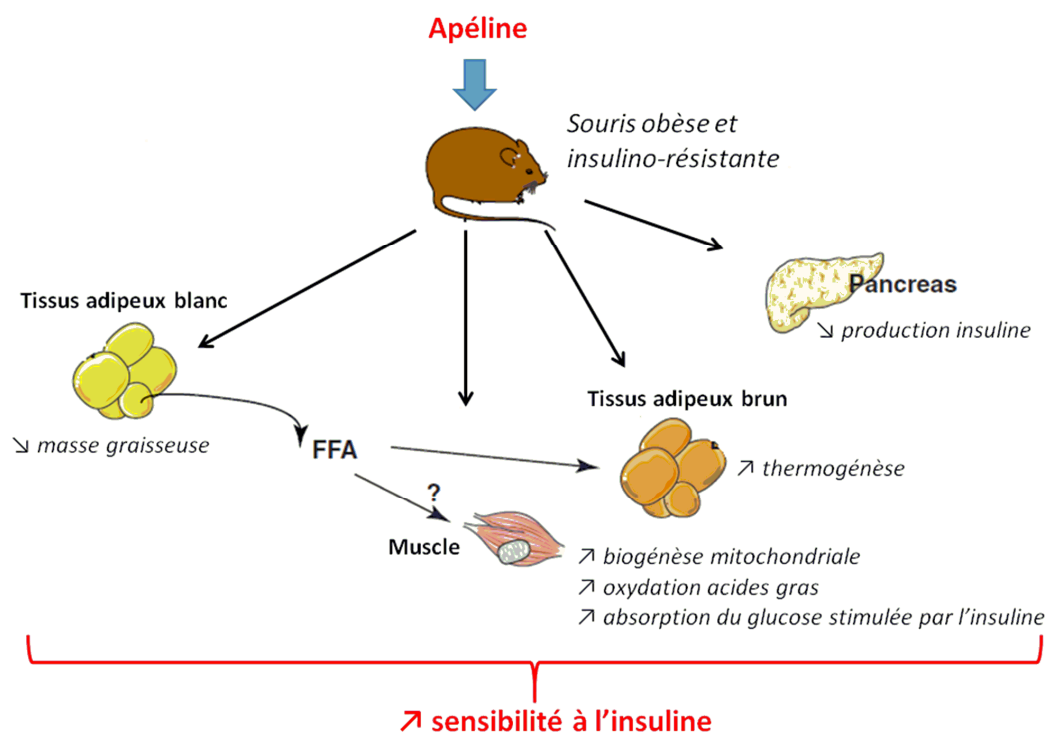 Apéline
Souris obèse et
insulino-résistante
Pancreas
↘ production insuline
Tissus adipeux blanc
↘ masse graisseuse
FFA
Tissus adipeux brun
↗ thermogénèse
?
Muscle
↗ biogénèse mitochondriale
↗ oxydation acides gras
↗ absorption du glucose stimulée par l'insuline
↗ sensibilité à l'insuline